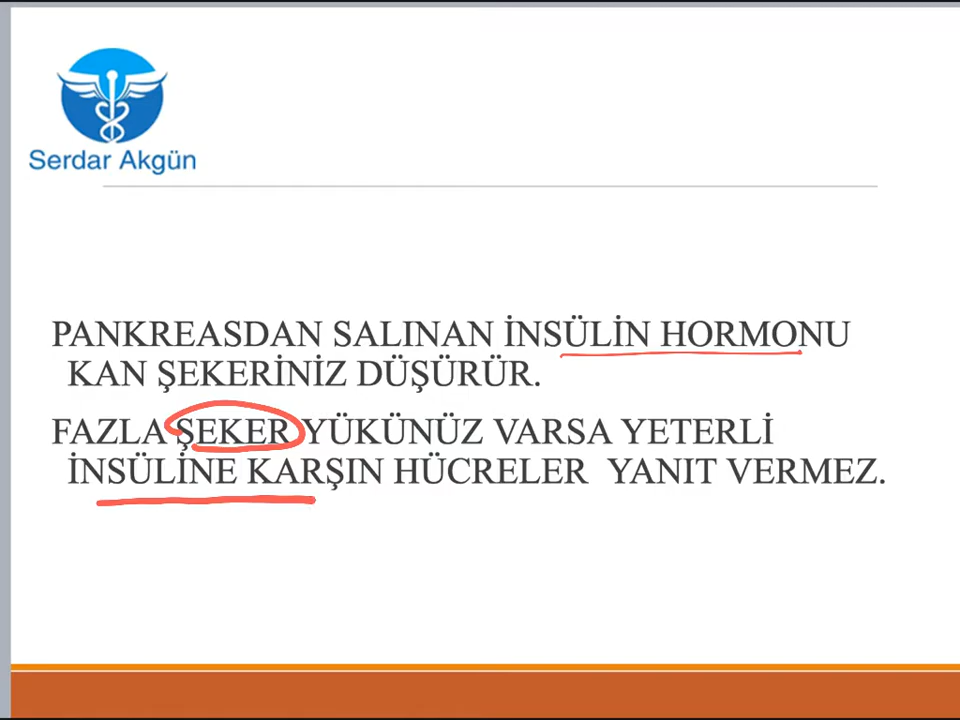 Serdar Akgün
PANKREASDAN SALINAN İNSÜLİN HORMONU
KAN ŞEKERİNİZ DÜŞÜRÜR.
FAZLA ŞEKER YÜKÜNÜZ VARSA YETERLİ
İNSÜLİNE KARŞIN HÜCRELER YANIT VERMEZ.